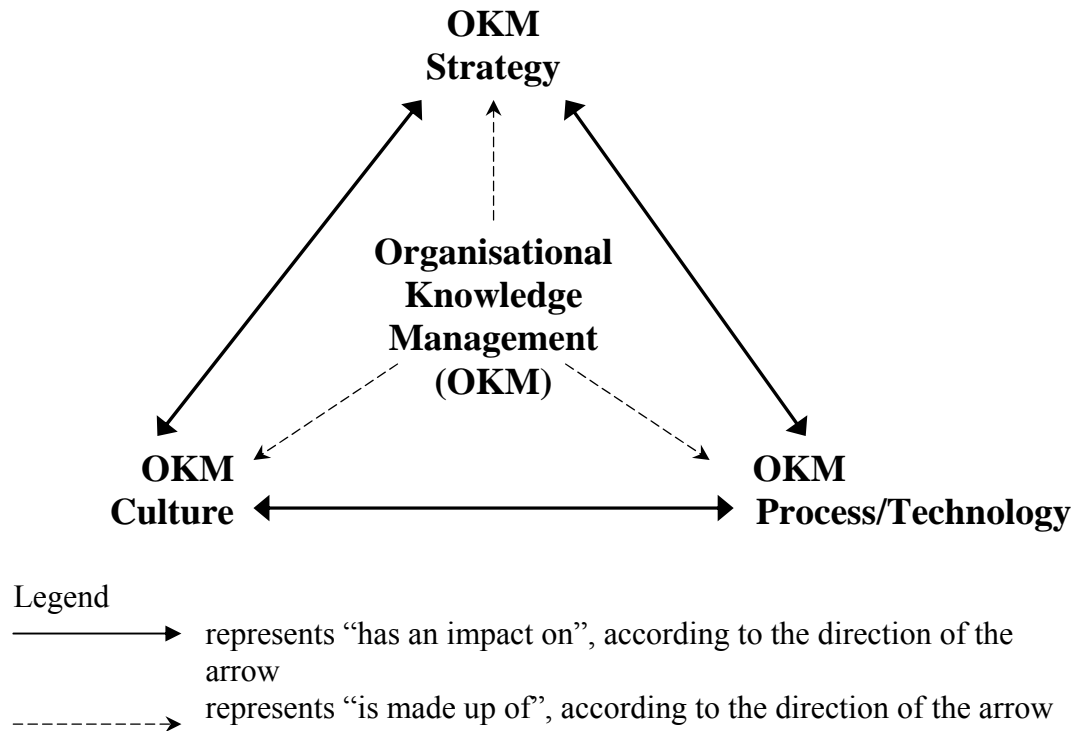 OKM
Strategy
Organisational
Knowledge
Management
(OKM)
OKM
Culture
OKM
Process/Technology
Legend
represents “has an impact on”, according to the direction of the
arrow
represents “is made up of”, according to the direction of the arrow